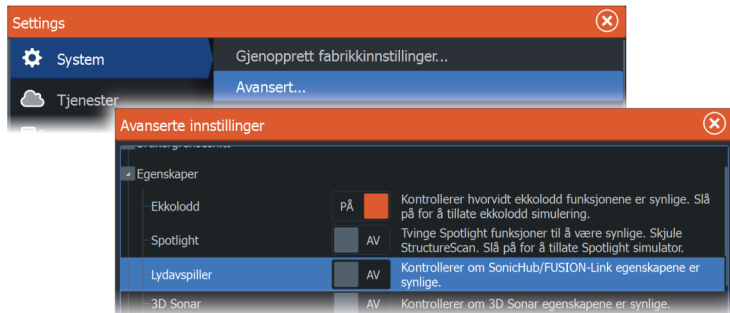 Settings
System
Gjenopprett fabrikkinnstillinger...
Avansert...
Tjenester
Avanserte innstillinger
Egenskaper
Ekkolodd
PÅ
Kontrollerer hvorvidt ekkolodd funksjonene er synlige. Slå
på for å tillate ekkolodd simulering.
Spotlight
AV
Tvinge Spotlight funksjoner til å være synlige. Skjule
StructureScan. Slå på for å tillate Spotlight simulator.
Lydavspiller
AV
Kontrollerer om SonicHub/FUSION-Link egenskapene er
synlige.
3D Sonar
AV
Kontrollerer om 3D Sonar egenskapene er synlige.